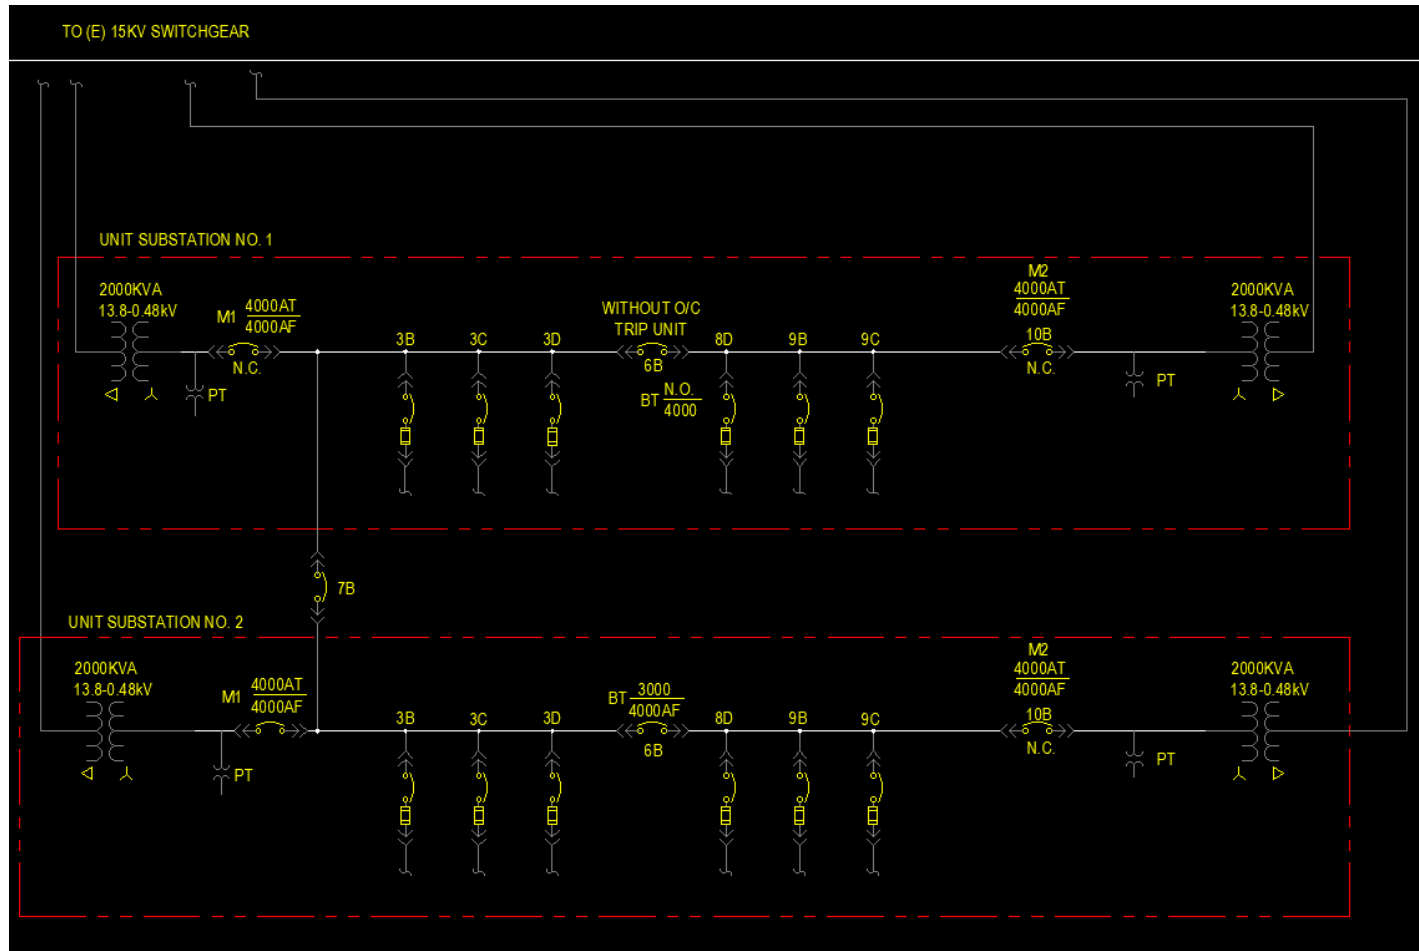 TO (E) 15KV SWITCHGEAR
UNIT SUBSTATION NO. 1
2000KVA
13.8-0.48kV
M1
4000AT
4000AF
N.C.
PT
3B
3C
3D
WITHOUT O/C
TRIP UNIT
6B
BT
N.O.
4000
8D
9B
9C
M2
4000AT
4000AF
10B
N.C.
PT
2000KVA
13.8-0.48kV
7B
UNIT SUBSTATION NO. 2
2000KVA
13.8-0.48kV
M1
4000AT
4000AF
PT
3B
3C
3D
BT
3000
4000AF
6B
8D
9B
9C
M2
4000AT
4000AF
10B
N.C.
PT
2000KVA
13.8-0.48kV